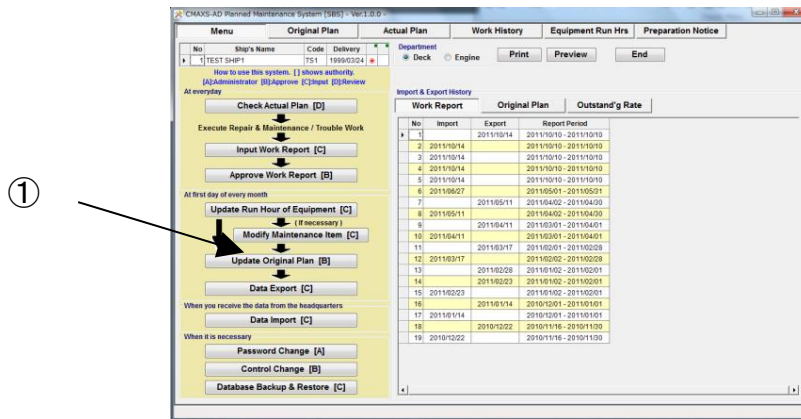 CMAXS-AD Planned Maintenance System [SBS] - Ver.1.0.0 -
Menu Original Plan Actual Plan Work History Equipment Run Hrs Preparation Notice
No Ship's Name Code Delivery
1 TEST SHIP1 TS1 1999/03/24
Department
Deck Engine Print Preview End
How to use this system. [ ] shows authority.
[A]:Administrator [B]:Approve [C]:Input [D]:Review
At everyday
Check Actual Plan [D]
Execute Repair & Maintenance / Trouble Work
Input Work Report [C]
Approve Work Report [B]
At first day of every month
Update Run Hour of Equipment [C]
( If necessary )
Modify Maintenance Item [C]
Update Original Plan [B]
Data Export [C]
When you receive the data from the headquarters
Data Import [C]
When it is necessary
Password Change [A]
Control Change [B]
Database Backup & Restore [C]
①
Import & Export History
Work Report Original Plan Outstand'g Rate
No Import Export Report Period
1 2011/10/14 2011/10/10 - 2011/10/10
2 2011/10/14 2011/10/10 - 2011/10/10
3 2011/10/14 2011/10/10 - 2011/10/10
4 2011/10/14 2011/10/10 - 2011/10/10
5 2011/10/14 2011/10/10 - 2011/10/10
6 2011/06/27 2011/05/01 - 2011/05/31
7 2011/05/11 2011/04/02 - 2011/04/30
8 2011/05/11 2011/04/02 - 2011/04/30
9 2011/04/11 2011/03/01 - 2011/04/01
10 2011/04/11 2011/03/01 - 2011/04/01
11 2011/03/17 2011/02/01 - 2011/02/28
12 2011/03/17 2011/02/02 - 2011/02/28
13 2011/02/28 2011/01/02 - 2011/02/01
14 2011/02/23 2011/01/02 - 2011/02/01
15 2011/02/23 2011/01/02 - 2011/02/01
16 2011/01/14 2010/12/01 - 2011/01/01
17 2011/01/14 2010/12/01 - 2011/01/01
18 2010/12/22 2010/11/16 - 2010/11/30
19 2010/12/22 2010/11/16 - 2010/11/30